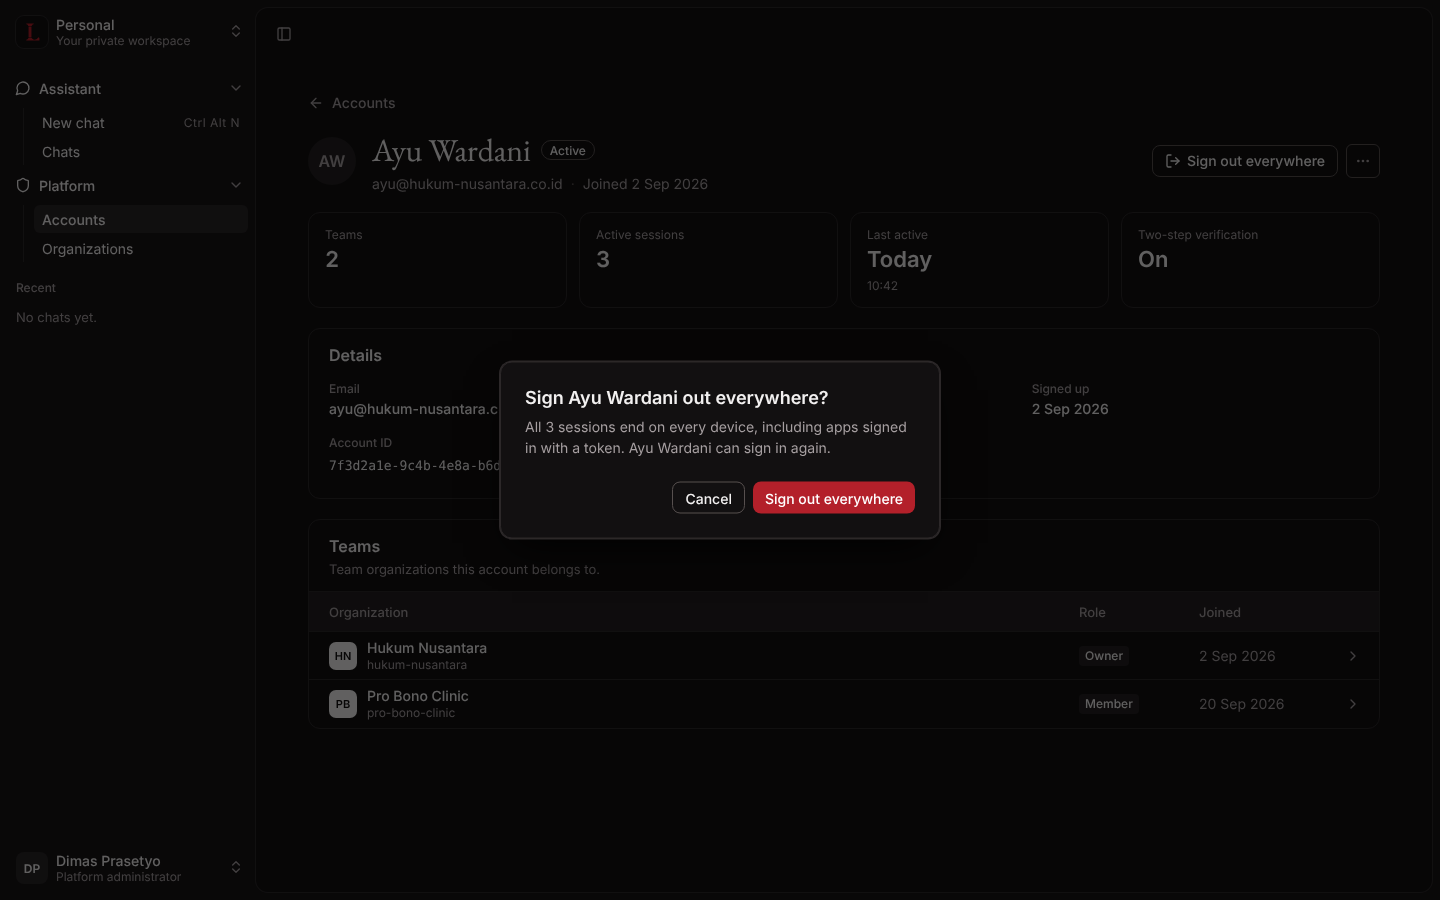 L
Personal
Your private workspace
Assistant
New chat
Ctrl Alt N
Chats
Platform
Accounts
Organizations
Recent
No chats yet.
DP
Dimas Prasetyo
Platform administrator
Accounts
AW
Ayu Wardani
Active
ayu@hukum-nusantara.co.id · Joined 2 Sep 2026
Sign out everywhere
Teams
2
Active sessions
3
Last active
Today
10:42
Two-step verification
On
Details
Email
ayu@hukum-nusantara.c
Signed up
2 Sep 2026
Account ID
7f3d2a1e-9c4b-4e8a-b6d
Sign Ayu Wardani out everywhere?
All 3 sessions end on every device, including apps signed
in with a token. Ayu Wardani can sign in again.
Cancel
Sign out everywhere
Teams
Team organizations this account belongs to.
Organization Role Joined
HN
Hukum Nusantara
hukum-nusantara
Owner
2 Sep 2026
PB
Pro Bono Clinic
pro-bono-clinic
Member
20 Sep 2026